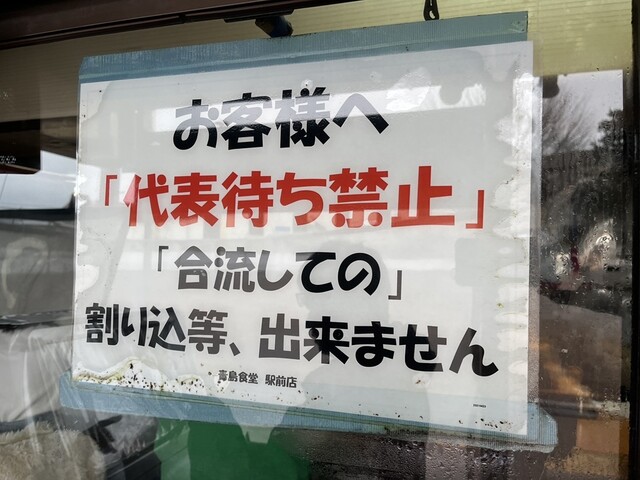 お客様へ
「代表待ち禁止」
「合流しての」
割り込等、出来ません
青島食堂 駅前店